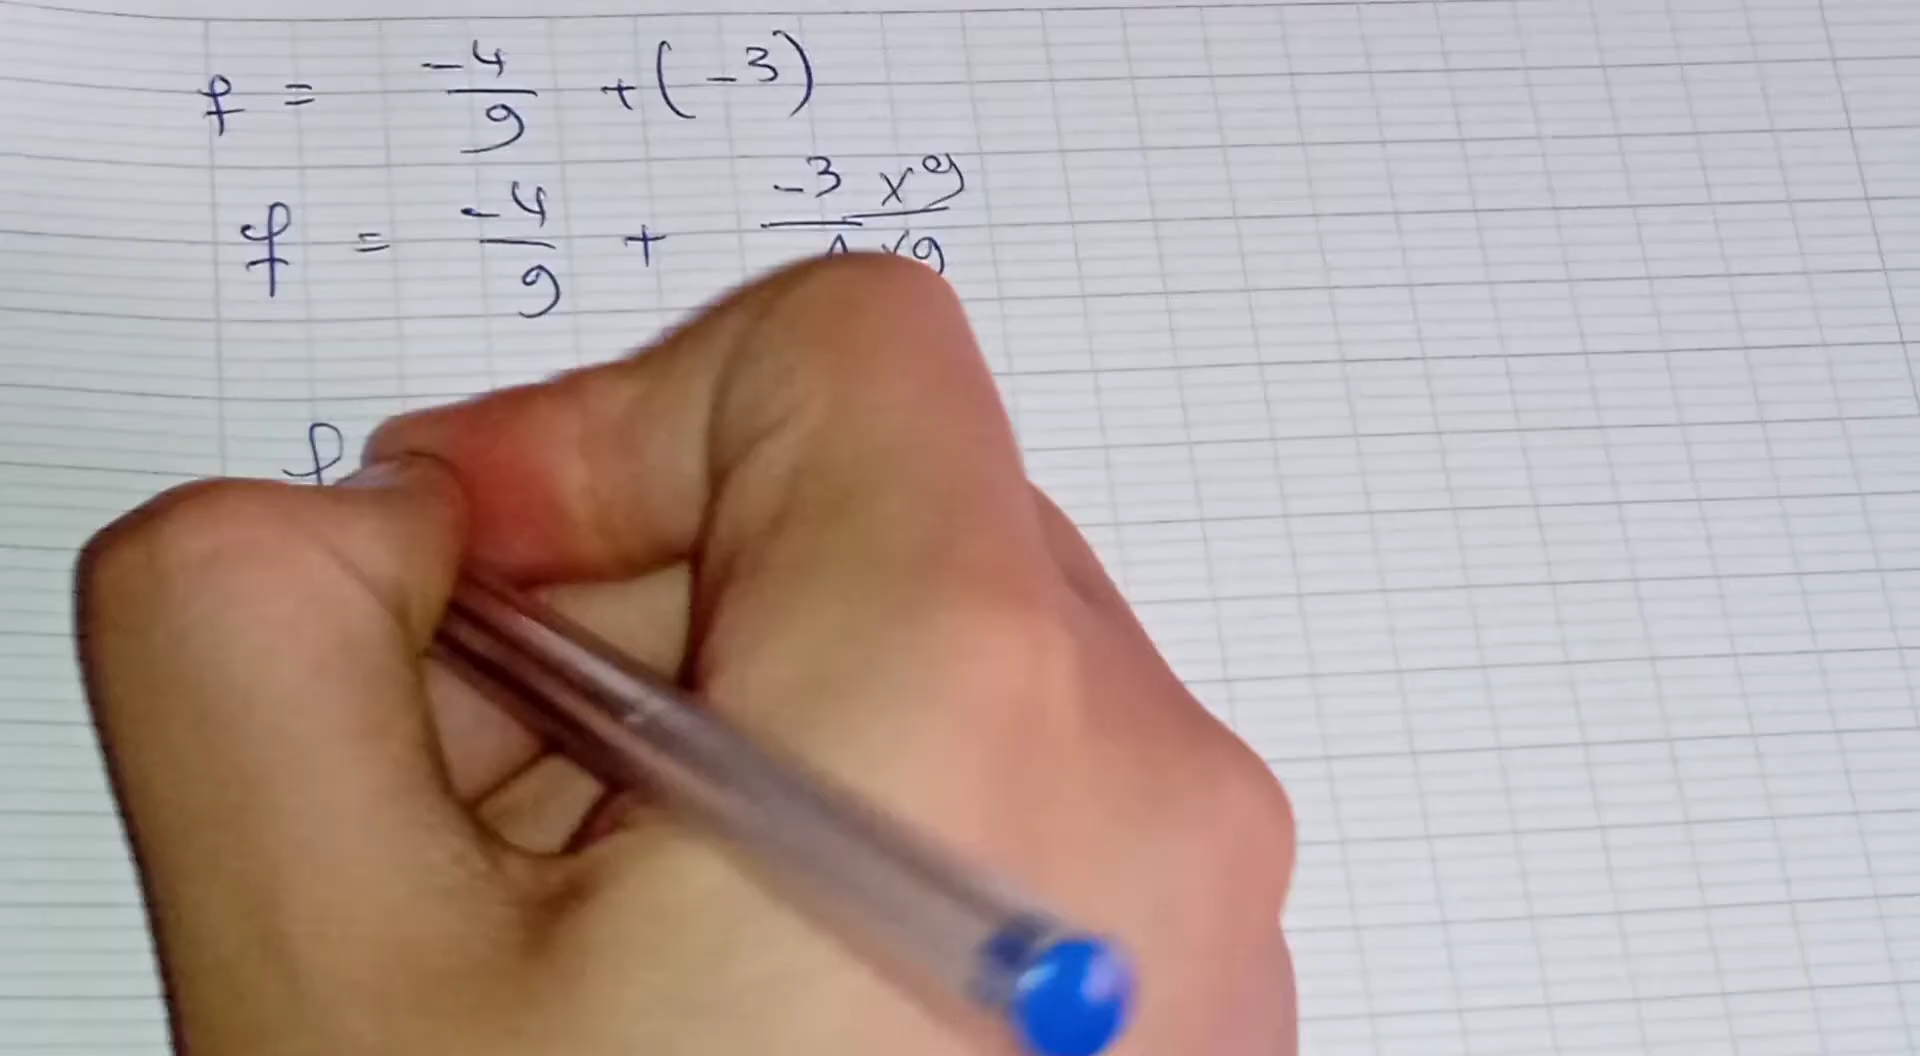 f = -4/9 + (-3)
f = -4/9 + -3 x 9 / 1 x 9
f